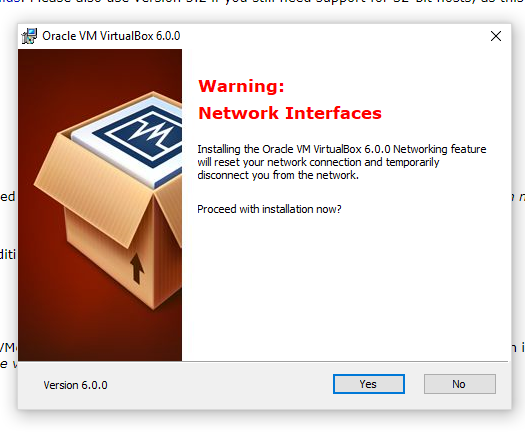 Oracle VM VirtualBox 6.0.0
Warning:
Network Interfaces
Installing the Oracle VM VirtualBox 6.0.0 Networking feature
will reset your network connection and temporarily
disconnect you from the network.
Proceed with installation now?
Version 6.0.0
Yes
No